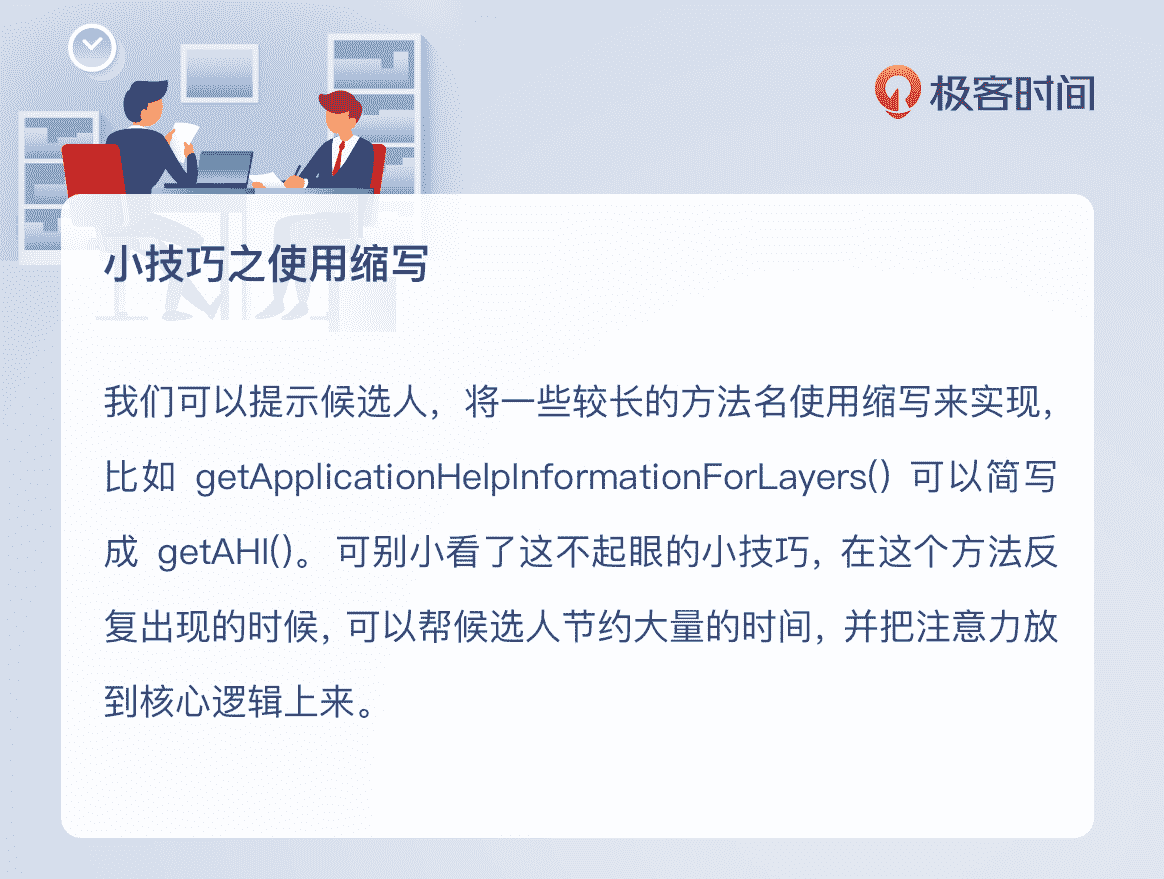 极客时间
小技巧之使用缩写
我们可以提示候选人，将一些较长的方法名使用缩写来实现，
比如 getApplicationHelpInformationForLayers() 可以简写
成 getAHI()。可别小看了这不起眼的小技巧，在这个方法反
复出现的时候，可以帮候选人节约大量的时间，并把注意力放
到核心逻辑上来。